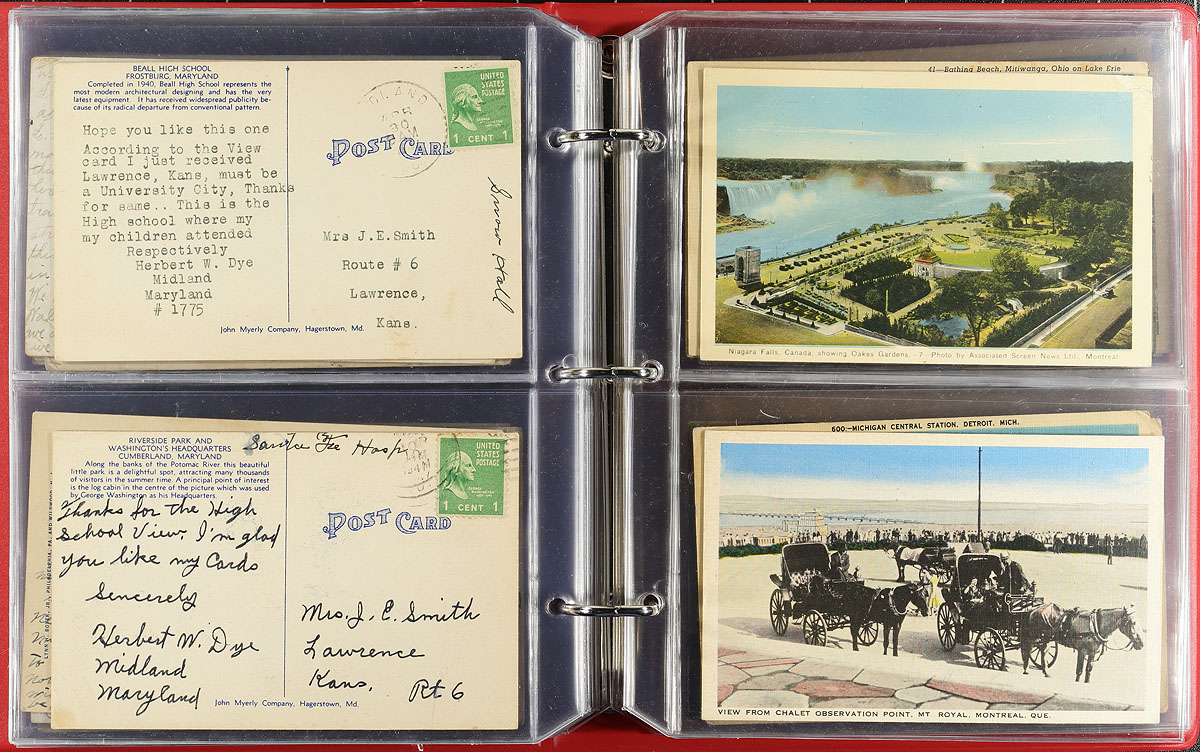 BEALL HIGH SCHOOL
FROSTBURG, MARYLAND
Completed in 1940, Beall High School represents the
most modern architectural designing and has the very
latest equipment. It has received widespread publicity be-
cause of its radical departure from conventional pattern.
Hope you like this one
According to the View
card I just received
Lawrence, Kans, must be
a University City, Thanks
for same.. This is the
High school where my
my children attended
Respectively
Herbert W. Dye
Midland
Maryland
# 1775
John Myerly Company, Hagerstown, Md.
UNITED
STATES
POSTAGE
1 CENT 1
POST CARD
Mrs J.E.Smith
Route # 6
Lawrence,
Kans.
Snow Hall
41—Bathing Beach, Mitiwanga, Ohio on Lake Erie
Niagara Falls, Canada, showing Oakes Gardens.-7-Photo by Associated Screen News Ltd., Montreal.
RIVERSIDE PARK AND
WASHINGTON'S HEADQUARTERS
CUMBERLAND, MARYLAND
Along the banks of the Potomac River this beautiful
little park is a delightful spot, attracting many thousands
of visitors in the summer time. A principal point of interest
is the log cabin in the centre of the picture which was used
by George Washington as his Headquarters.
Santa Fe Hosp
Thanks for the High
School View, I'm glad
you like my Cards
Sincerely
Herbert W. Dye
Midland
Maryland
John Myerly Company, Hagerstown, Md.
UNITED
STATES
POSTAGE
1 CENT 1
POST CARD
Mrs. J. E. Smith
Lawrence
Kans, Rt 6
600:-MICHIGAN CENTRAL STATION, DETROIT, MICH.
VIEW FROM CHALET OBSERVATION POINT, MT. ROYAL, MONTREAL, QUE.